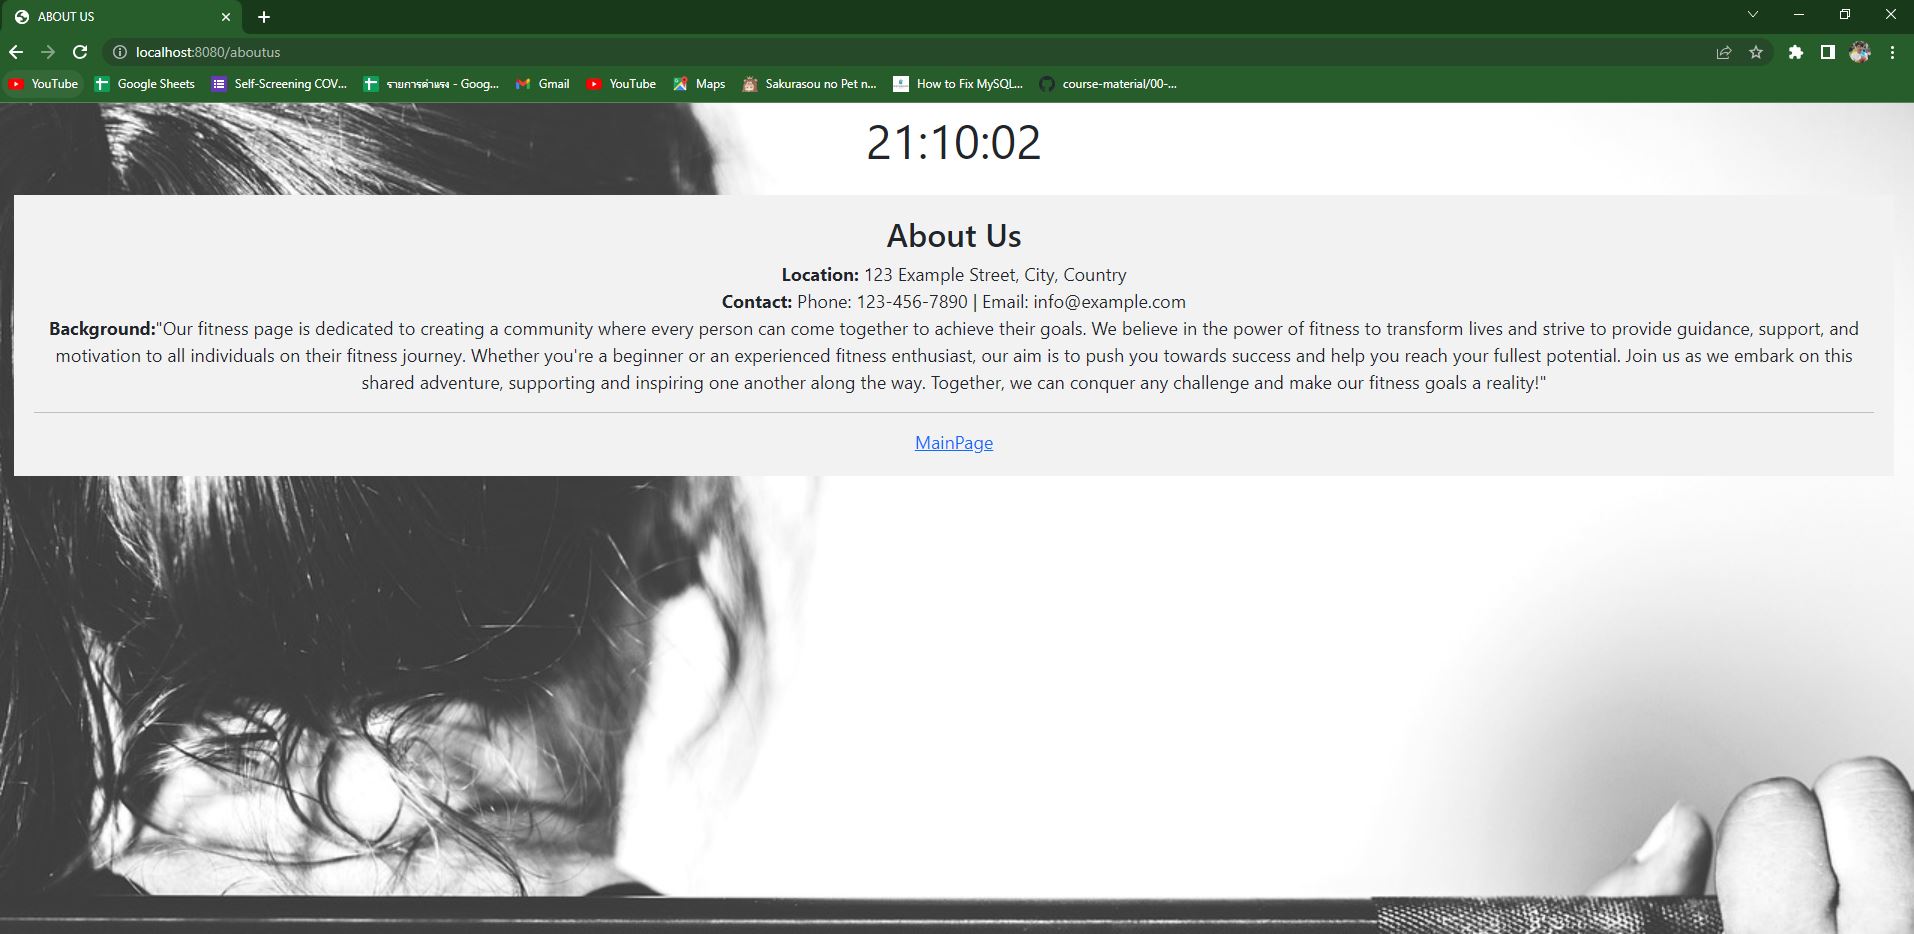 ABOUT US
localhost:8080/aboutus
YouTube Google Sheets Self-Screening COV... รายการค่าแรง - Goog... Gmail YouTube Maps Sakurasou no Pet n... How to Fix MySQL... course-material/00-...
21:10:02
About Us
Location: 123 Example Street, City, Country
Contact: Phone: 123-456-7890 | Email: info@example.com
Background:"Our fitness page is dedicated to creating a community where every person can come together to achieve their goals. We believe in the power of fitness to transform lives and strive to provide guidance, support, and
motivation to all individuals on their fitness journey. Whether you're a beginner or an experienced fitness enthusiast, our aim is to push you towards success and help you reach your fullest potential. Join us as we embark on this
shared adventure, supporting and inspiring one another along the way. Together, we can conquer any challenge and make our fitness goals a reality!"
MainPage